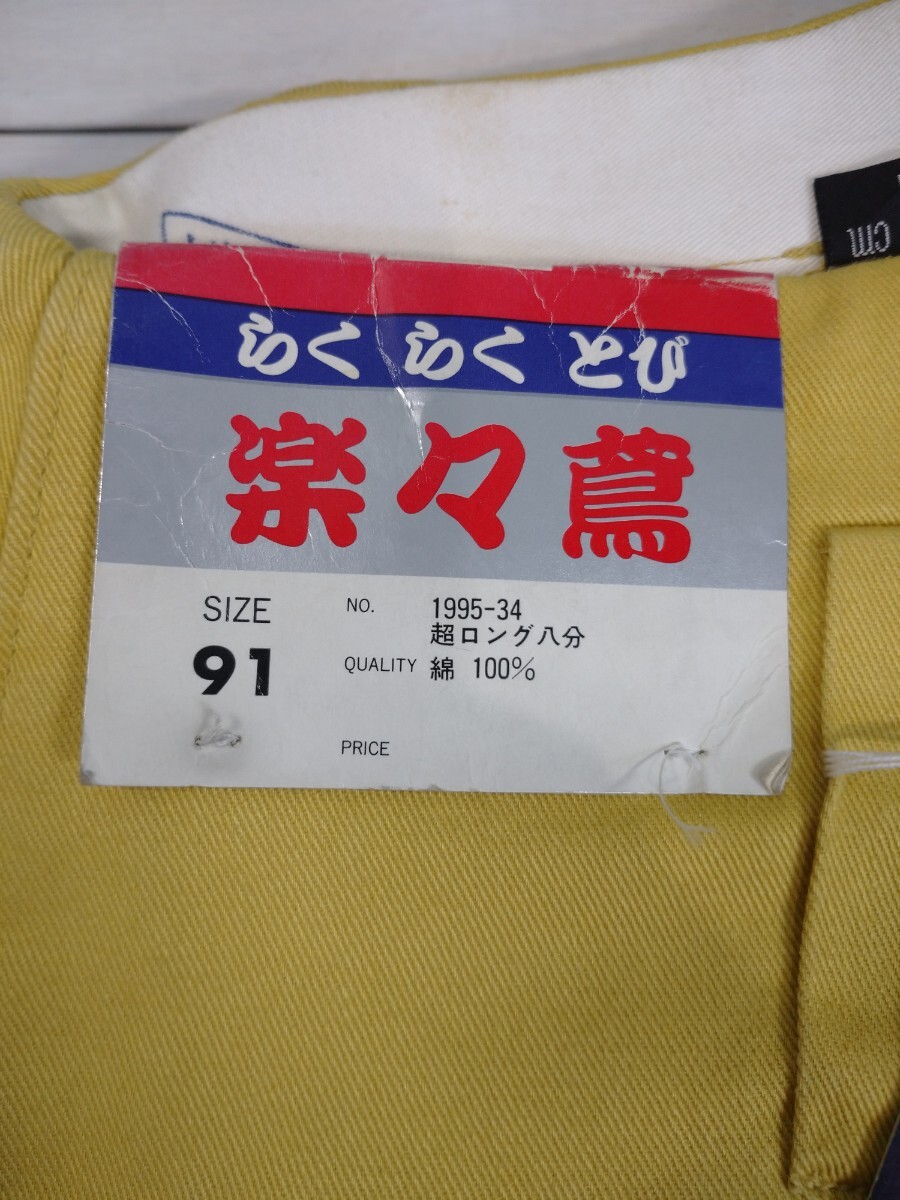 cm
らくらくとび
楽々鳶
SIZE
91
NO. 1995-34
超ロング八分
QUALITY 綿 100%
PRICE